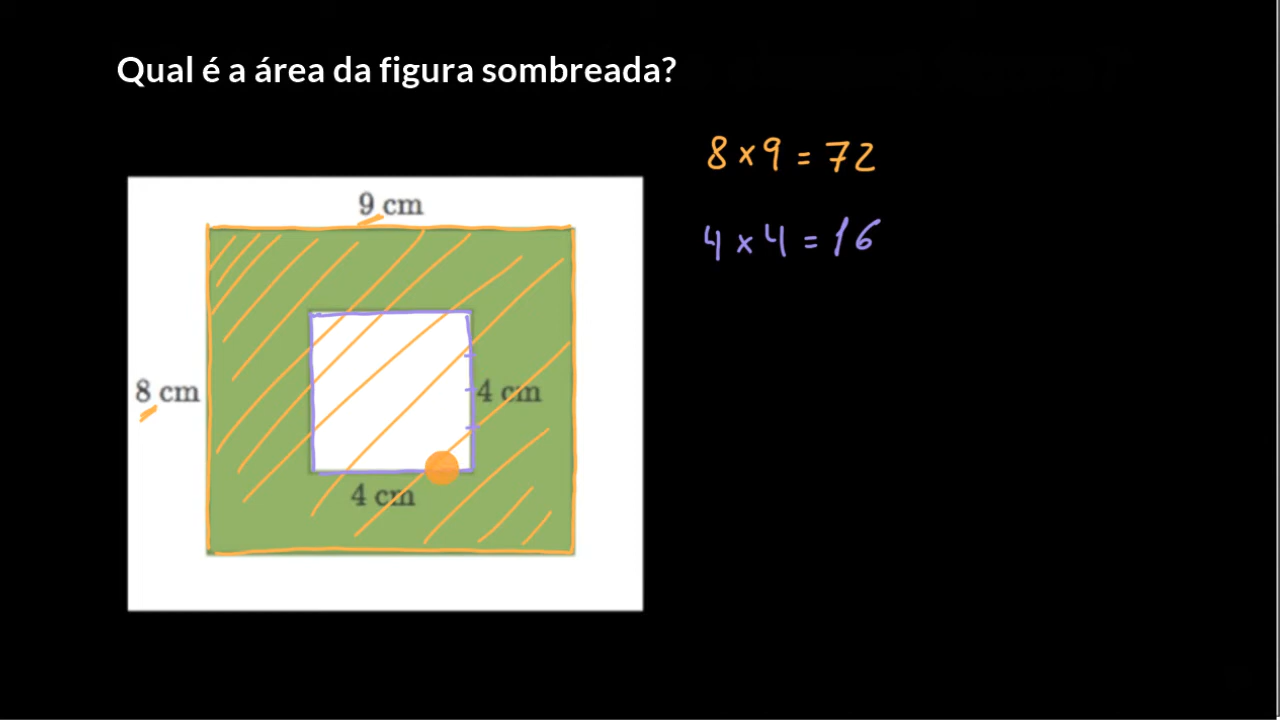 Qual é a área da figura sombreada?
8 × 9 = 72
4 × 4 = 16
9 cm
8 cm
4 cm
4 cm